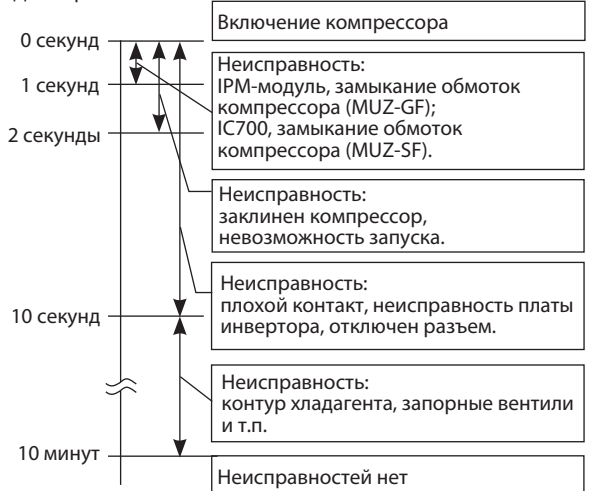 Включение компрессора
0 секунд
Неисправность:
1 секунд
IPM-модуль, замыкание обмоток
компрессора (MUZ-GF);
IC700, замыкание обмоток
2 секунды
компрессора (MUZ-SF).
Неисправность:
заклинен компрессор,
невозможность запуска.
Неисправность:
плохой контакт, неисправность платы
10 секунд
инвертора, отключен разъем.
Неисправность:
контур хладагента, запорные вентили
и т.п.
10 минут
Неисправностей нет